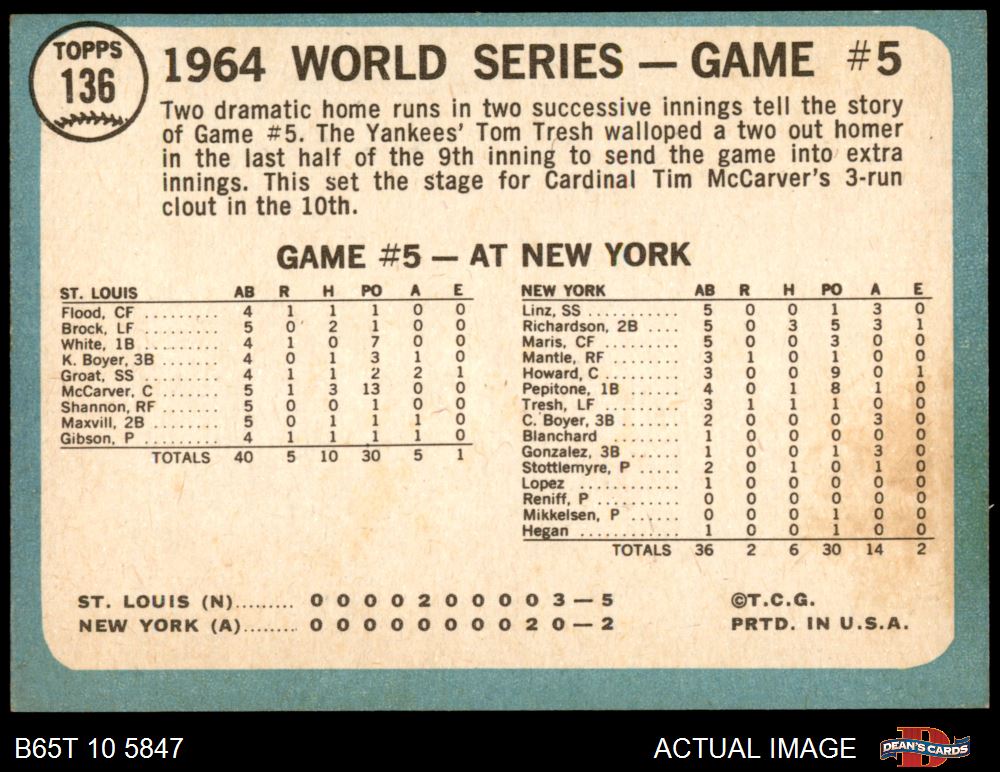 TOPPS
136
1964 WORLD SERIES — GAME #5
Two dramatic home runs in two successive innings tell the story
of Game #5. The Yankees' Tom Tresh walloped a two out homer
in the last half of the 9th inning to send the game into extra
innings. This set the stage for Cardinal Tim McCarver's 3-run
clout in the 10th.
GAME #5 — AT NEW YORK
ST. LOUIS AB R H PO A E
Flood, CF ......... 4 1 1 1 0 0
Brock, LF ......... 5 0 2 1 0 0
White, 1B ......... 4 1 0 7 0 0
K. Boyer, 3B ....... 4 0 1 3 1 0
Groat, SS ......... 4 1 1 2 2 1
McCarver, C ....... 5 1 3 13 0 0
Shannon, RF ....... 5 0 0 1 0 0
Maxvill, 2B ........ 5 0 1 1 1 0
Gibson, P ......... 4 1 1 1 1 0
TOTALS 40 5 10 30 5 1
NEW YORK AB R H PO A E
Linz, SS ........... 5 0 0 1 3 0
Richardson, 2B .... 5 0 3 5 3 1
Maris, CF ......... 5 0 0 3 0 0
Mantle, RF ........ 3 1 0 1 0 0
Howard, C ......... 3 0 0 9 0 1
Pepitone, 1B ...... 4 0 1 8 1 0
Tresh, LF ......... 3 1 1 1 0 0
C. Boyer, 3B ....... 2 0 0 0 3 0
Blanchard ........ 1 0 0 0 0 0
Gonzalez, 3B ...... 1 0 0 1 3 0
Stottlemyre, P ..... 2 0 1 0 1 0
Lopez ............ 1 0 0 0 0 0
Reniff, P .......... 0 0 0 0 0 0
Mikkelsen, P ...... 0 0 0 1 0 0
Hegan ............ 1 0 0 1 0 0
TOTALS 36 2 6 30 14 2
ST. LOUIS (N)......... 0 0 0 0 2 0 0 0 0 3 — 5
NEW YORK (A)........ 0 0 0 0 0 0 0 0 2 0 — 2
©T.C.G.
PRTD. IN U.S.A.
B65T 10 5847
ACTUAL IMAGE
DEAN'S CARDS